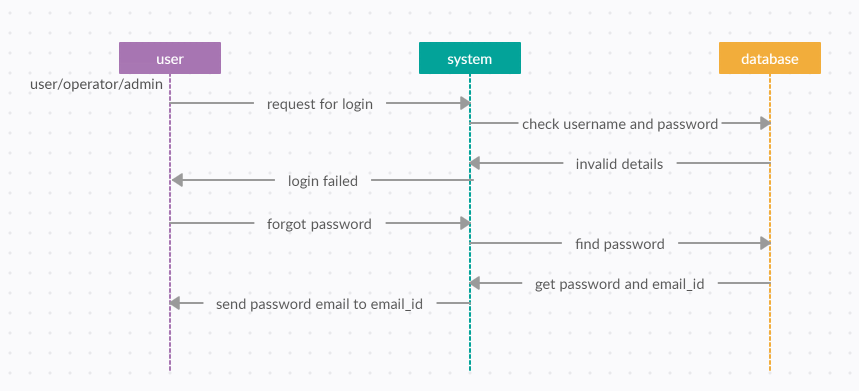 user
system
database
user/operator/admin
request for login
check username and password
invalid details
login failed
forgot password
find password
get password and email_id
send password email to email_id